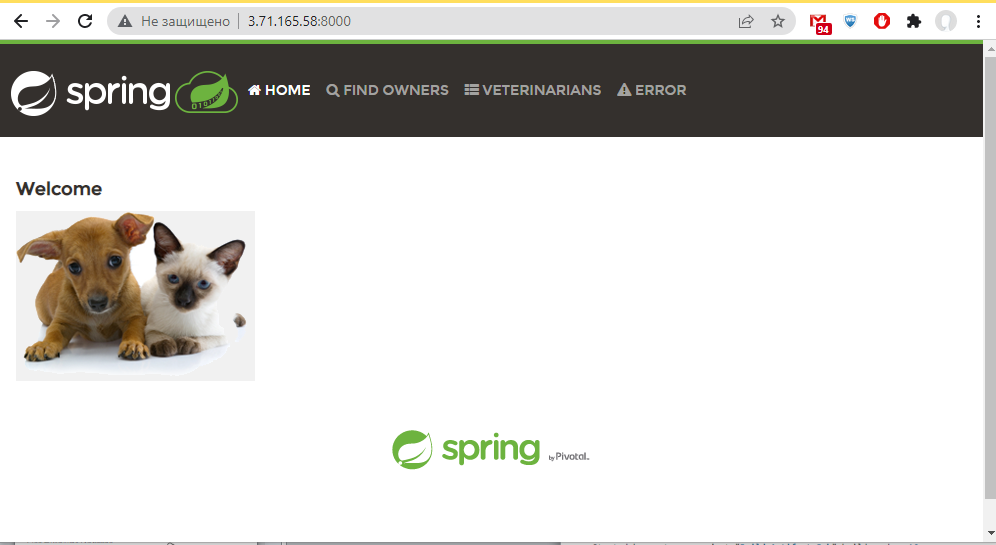 Не защищено | 3.71.165.58:8000
94
spring HOME FIND OWNERS VETERINARIANS ERROR
Welcome
spring by Pivotal.